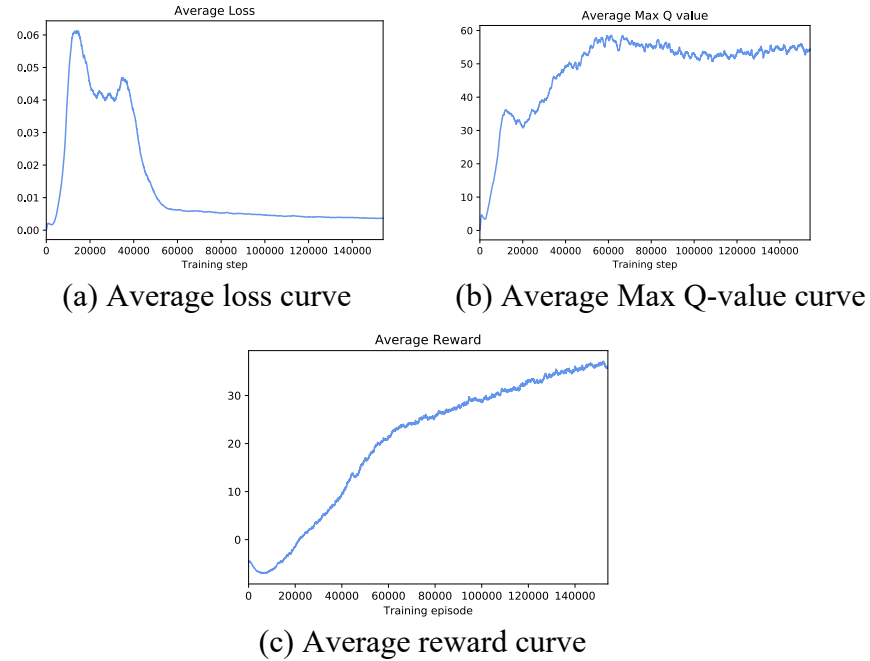 Average Loss
0.06
0.05
0.04
0.03
0.02
0.01
0.00
0 20000 40000 60000 80000 100000 120000 140000
Training step
(a) Average loss curve
Average Max Q value
60
50
40
30
20
10
0
0 20000 40000 60000 80000 100000 120000 140000
Training step
(b) Average Max Q-value curve
Average Reward
30
20
10
0
0 20000 40000 60000 80000 100000 120000 140000
Training episode
(c) Average reward curve